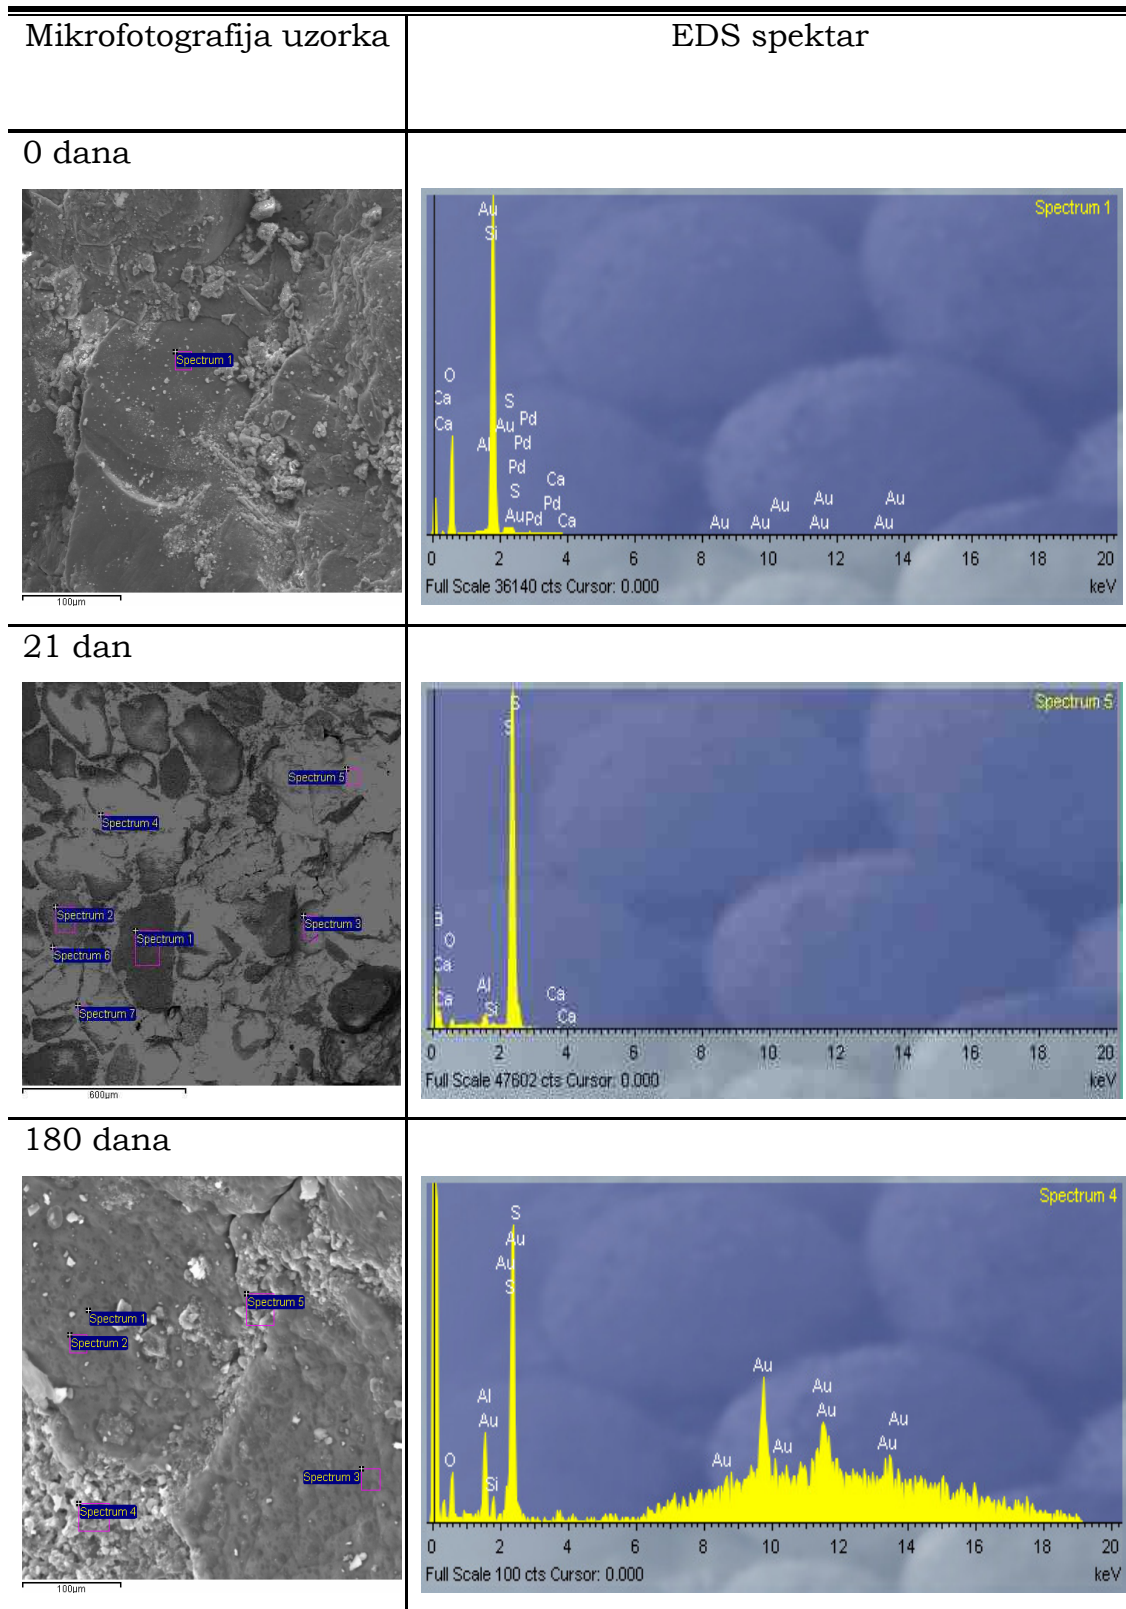 Mikrofotografija uzorka
EDS spektar
0 dana
Spectrum 1
100µm
Spectrum 1
Au
Si
O
Ca
Ca
S
Au
Pd
Al
Pd
Pd
S
Ca
Pd
Au
Pd
Ca
Au
Au
Au
Au
Au
Au
Au
0 2 4 6 8 10 12 14 16 18 20
Full Scale 36140 cts Cursor: 0.000
keV
21 dan
Spectrum 5
Spectrum 4
Spectrum 2
Spectrum 3
Spectrum 1
Spectrum 6
Spectrum 7
600µm
Spectrum 5
S
S
B
O
Ca
Al
Ca
Ca
Si
Ca
0 2 4 6 8 10 12 14 16 18 20
Full Scale 47602 cts Cursor: 0.000
keV
180 dana
Spectrum 5
Spectrum 1
Spectrum 2
Spectrum 3
Spectrum 4
100µm
Spectrum 4
S
Au
Au
S
Al
Au
O
Si
Au
Au
Au
Au
Au
Au
Au
0 2 4 6 8 10 12 14 16 18 20
Full Scale 100 cts Cursor: 0.000
keV